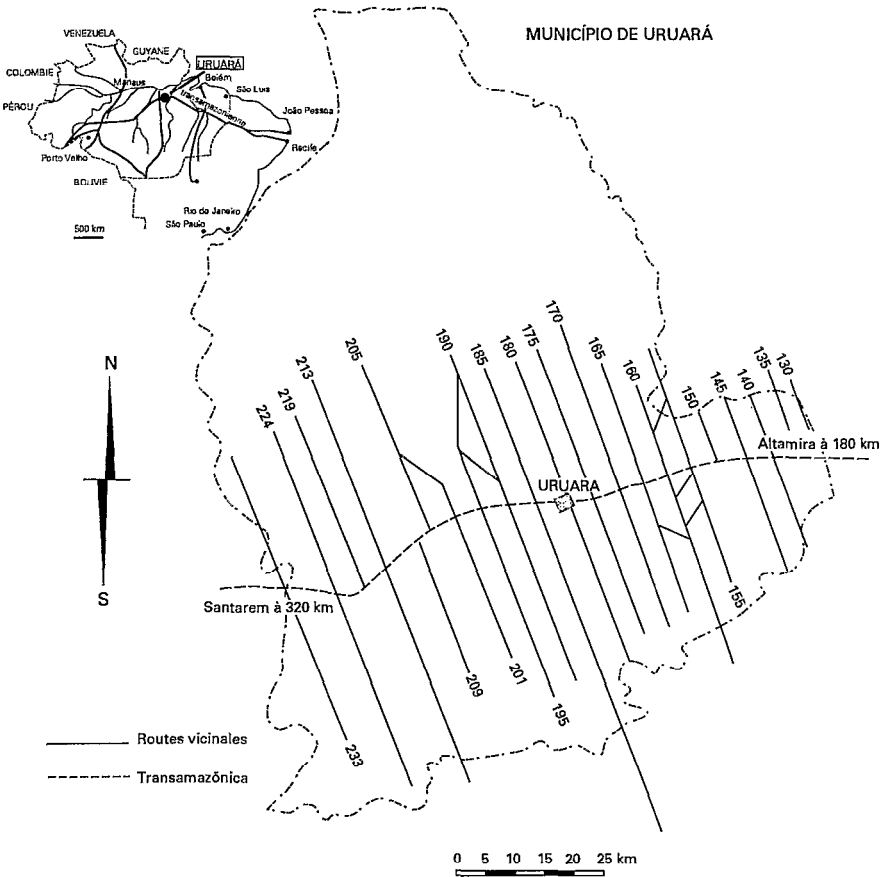 MUNICÍPIO DE URUARÁ
VENEZUELA
GUYANE
URUARÁ
COLOMBIE
Manaus
Belém
São Luis
PÉROU
transamazonienne
João Pessoa
Recife
Porto Velho
BOLIVIE
Rio de Janeiro
São Paulo
500 km
N
S
224
219
213
205
190
185
180
175
170
165
160
150
145
140
135
130
Altamira à 180 km
URUARA
Santarem à 320 km
155
209
201
195
233
Routes vicinales
Transamazônica
0 5 10 15 20 25 km